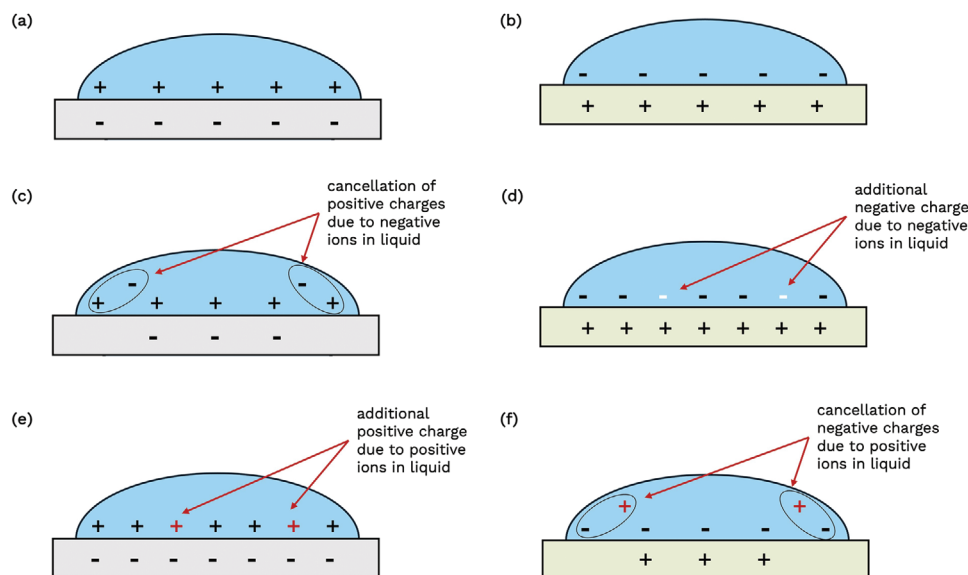 (a)
+ + + + +
- - - - -
(b)
- - - - -
+ + + + +
(c)
cancellation of
positive charges
due to negative
ions in liquid
- -
+ + + + +
- - -
(d)
additional
negative charge
due to negative
ions in liquid
- - - - - - -
+ + + + + + +
(e)
additional
positive charge
due to positive
ions in liquid
+ + + + + + +
- - - - - - -
(f)
cancellation of
negative charges
due to positive
ions in liquid
+ +
- - - - -
+ + +